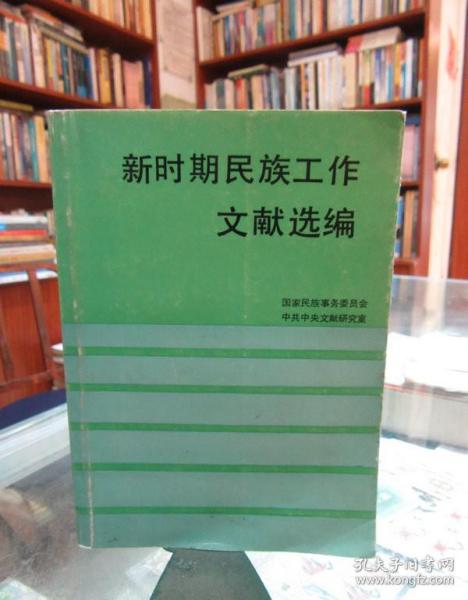 新时期民族工作
文献选编
国家民族事务委员会
中共中央文献研究室
孔夫子旧书网
www.kongfz.com